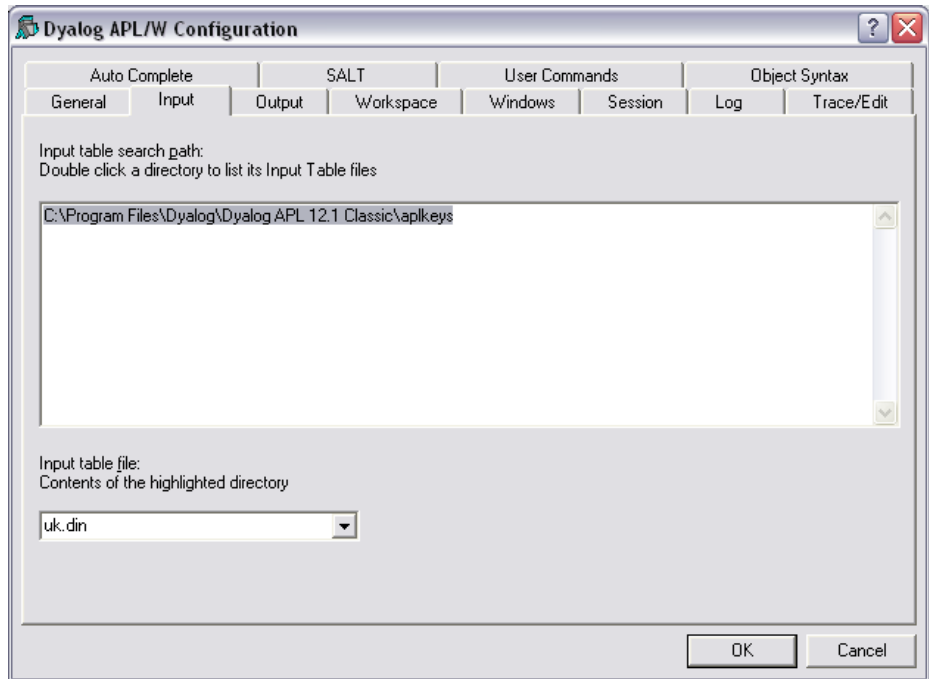 Dyalog APL/W Configuration
Auto Complete SALT User Commands Object Syntax
General Input Output Workspace Windows Session Log Trace/Edit
Input table search path:
Double click a directory to list its Input Table files
C:\Program Files\Dyalog\Dyalog APL 12.1 Classic\aplkeys
Input table file:
Contents of the highlighted directory
uk.din
OK Cancel